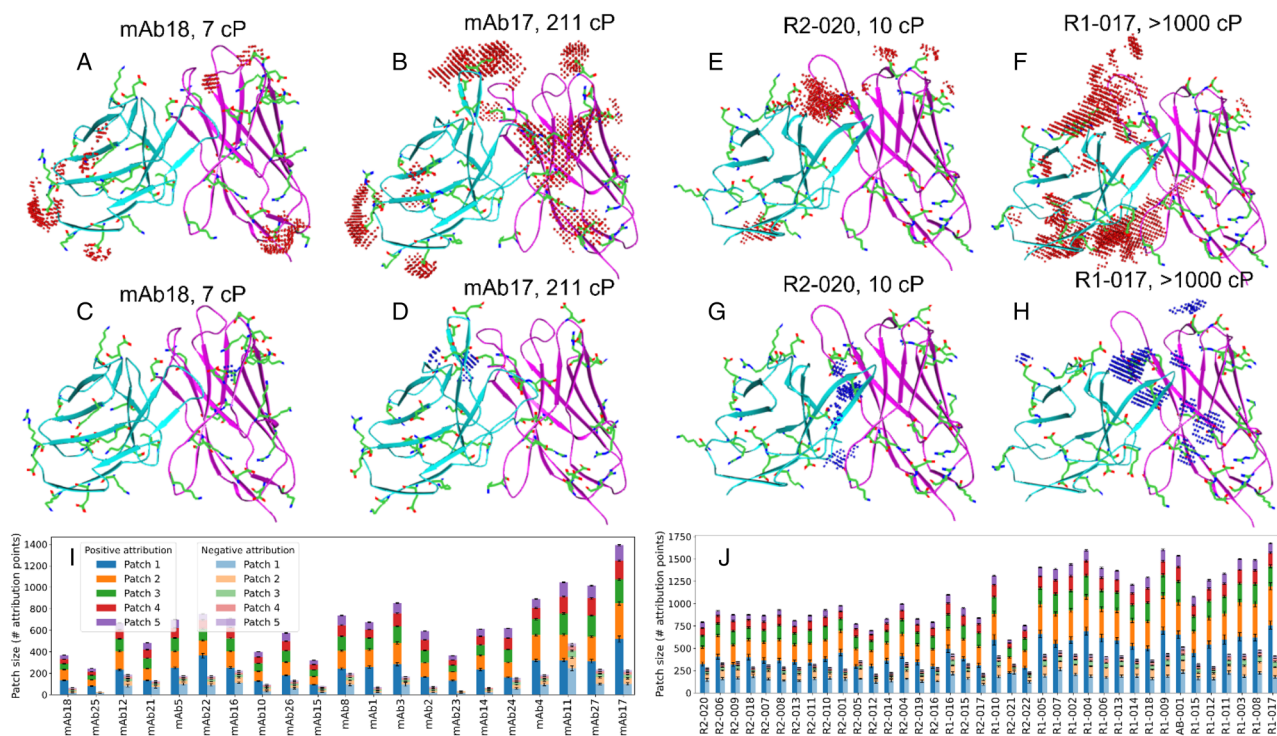 mAb18, 7 cP
mAb17, 211 cP
R2-020, 10 cP
R1-017, >1000 cP
A
B
E
F
mAb18, 7 cP
mAb17, 211 cP
R2-020, 10 cP
R1-017, >1000 cP
C
D
G
H
I
Patch size (# attribution points)
1400
1200
1000
800
600
400
200
0
Positive attribution
Patch 1
Patch 2
Patch 3
Patch 4
Patch 5
Negative attribution
Patch 1
Patch 2
Patch 3
Patch 4
Patch 5
mAb18
mAb25
mAb12
mAb21
mAb5
mAb22
mAb16
mAb10
mAb26
mAb15
mAb8
mAb1
mAb3
mAb2
mAb23
mAb14
mAb24
mAb4
mAb11
mAb27
mAb17
J
Patch size (# attribution points)
1750
1500
1250
1000
750
500
250
0
R2-020
R2-006
R2-009
R2-018
R2-007
R2-008
R2-013
R2-011
R2-010
R2-001
R2-005
R2-012
R2-014
R2-004
R2-019
R2-016
R1-016
R2-015
R2-017
R1-010
R2-021
R2-022
R1-005
R1-007
R1-001
R1-004
R1-006
R1-013
R1-014
R1-018
R1-009
AB-001
R1-015
R1-012
R1-011
R1-003
R1-008
R1-017